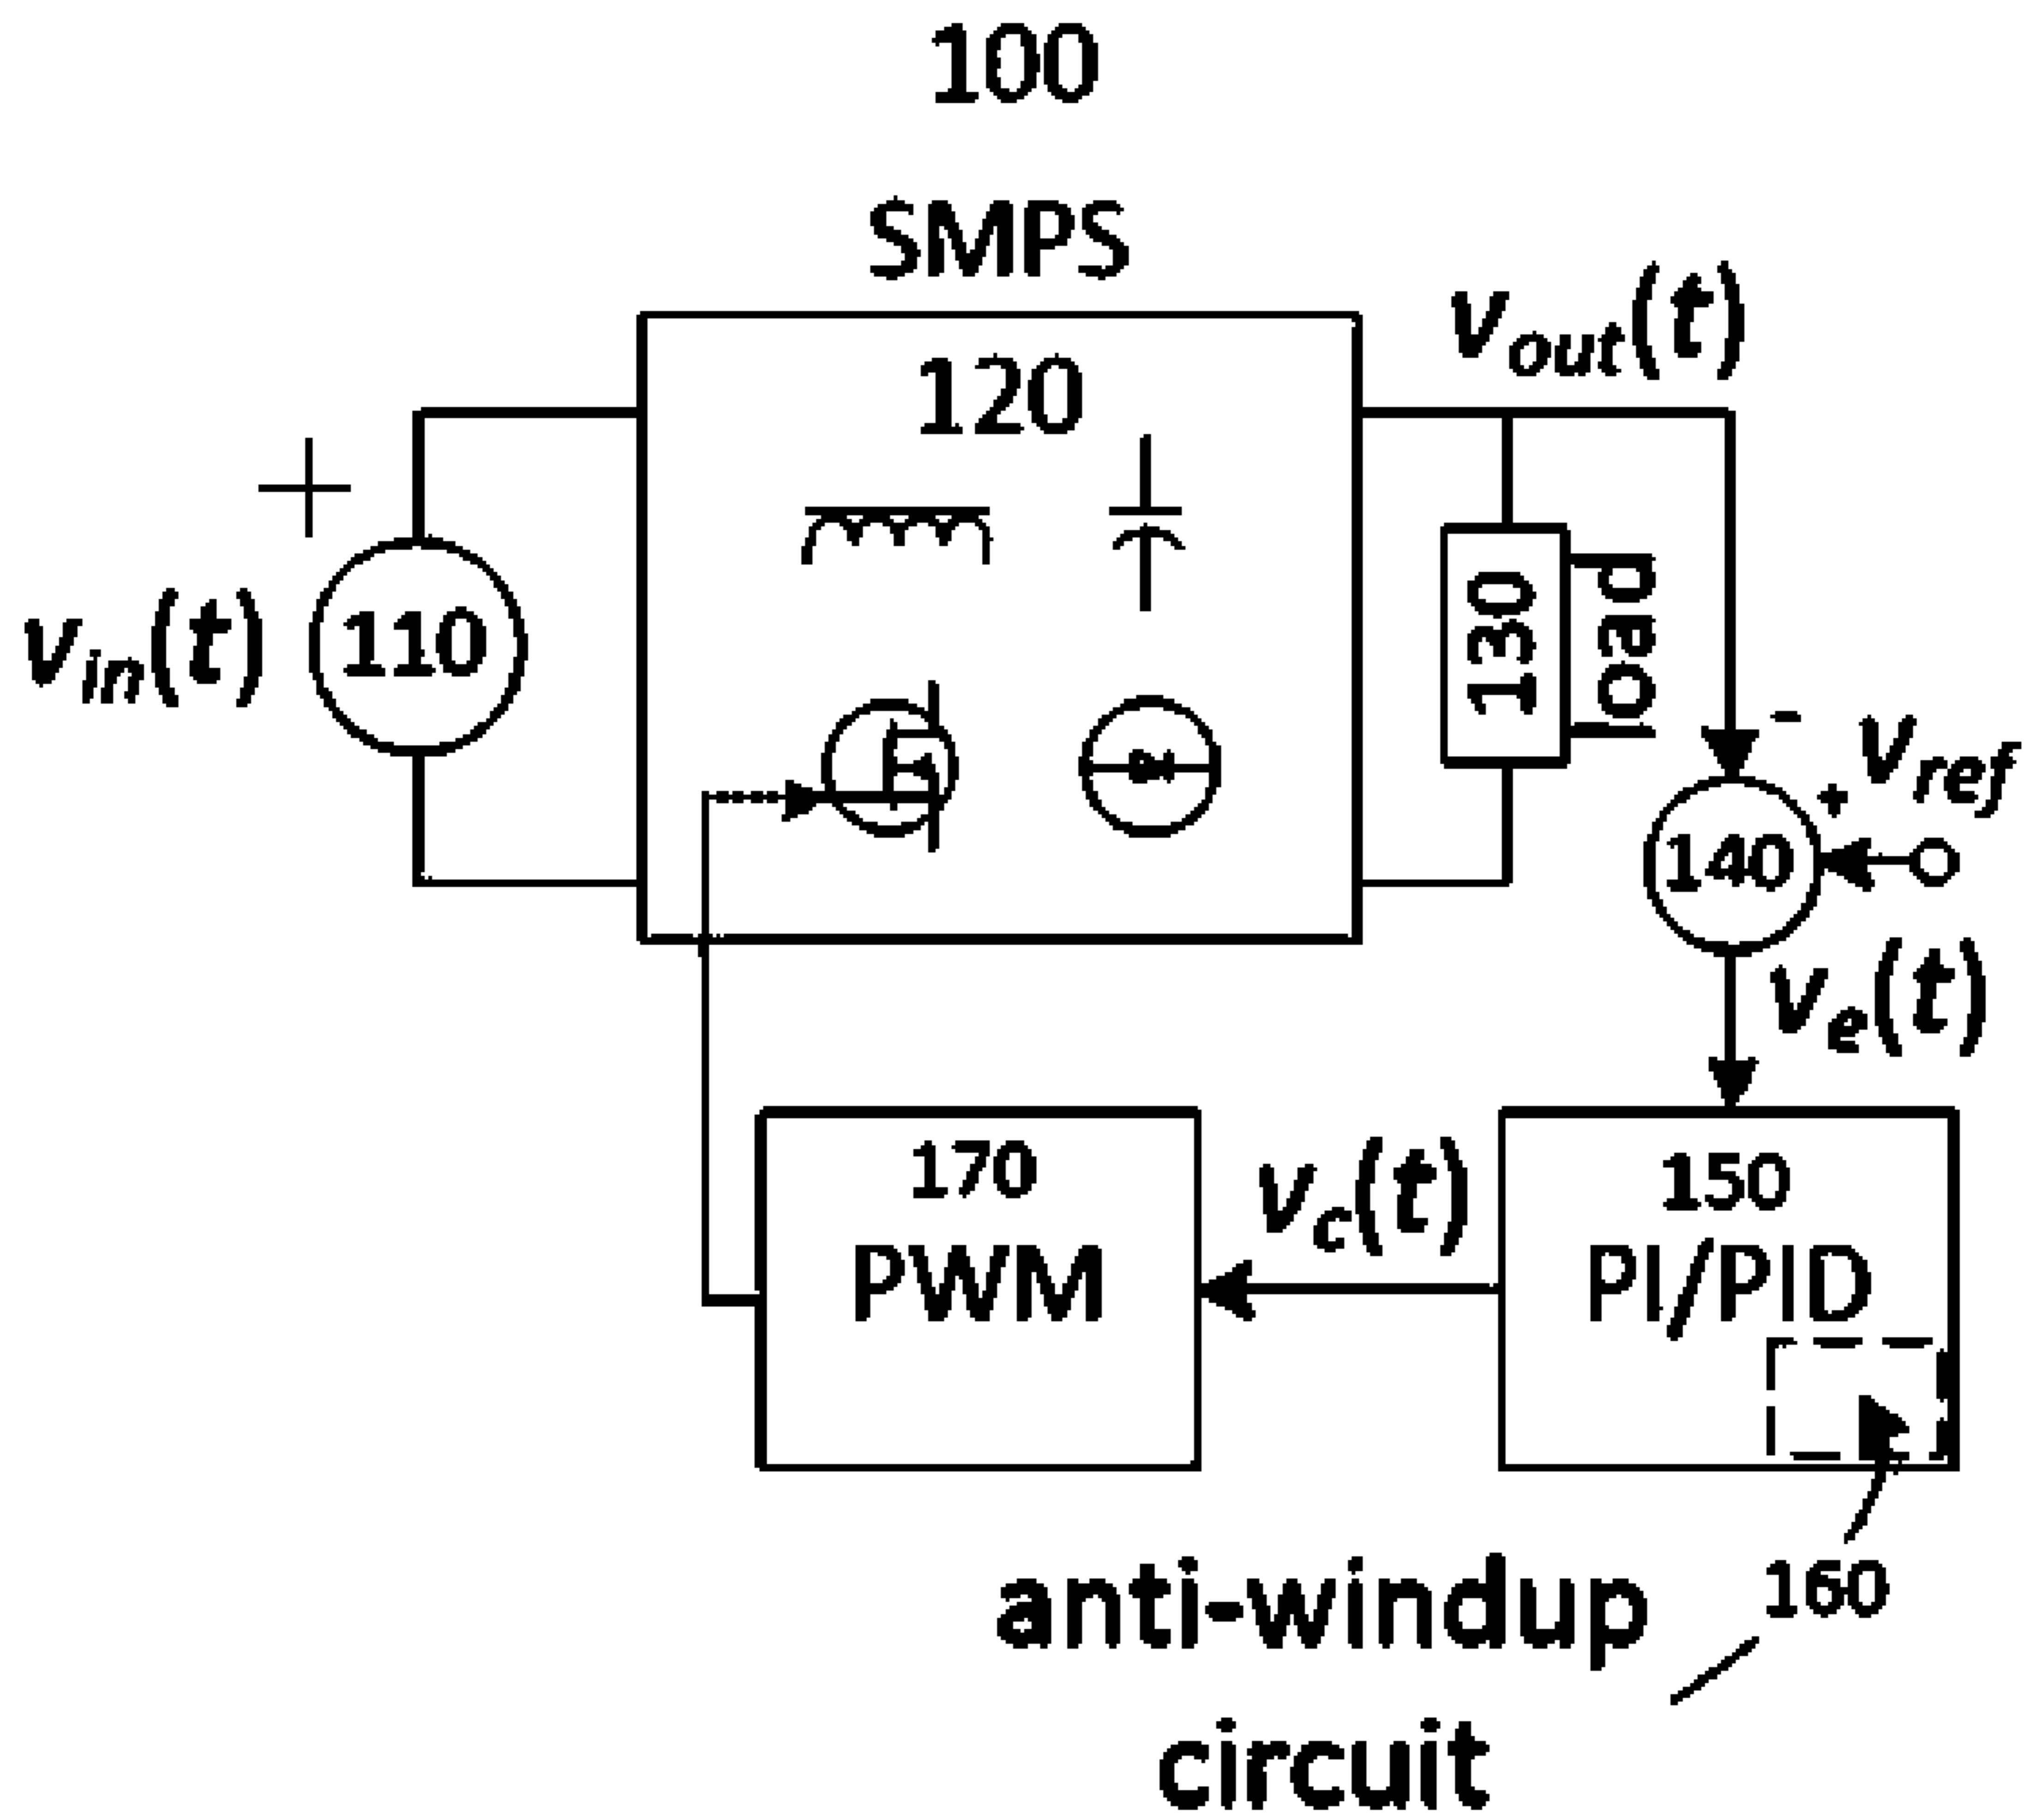 100
SMPS
120
v_out(t)
+
v_in(t)
110
130
load
-
v_ref
+
140
v_e(t)
170
PWM
v_c(t)
150
PI/PID
160
anti-windup
circuit